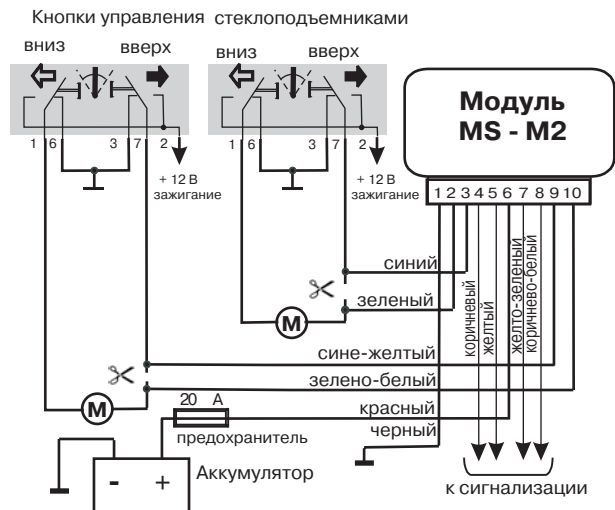 Кнопки управления стеклоподъемниками
вниз вверх вниз вверх
Модуль
MS - M2
1 6 3 7 2 1 6 3 7 2
+ 12 В
зажигание
+ 12 В
зажигание
1 2 3 4 5 6 7 8 9 10
синий
зеленый
коричневый
желтый
желто-зеленый
коричнево-белый
М
сине-желтый
зелено-белый
М
20 А
красный
предохранитель
черный
Аккумулятор
- +
к сигнализации